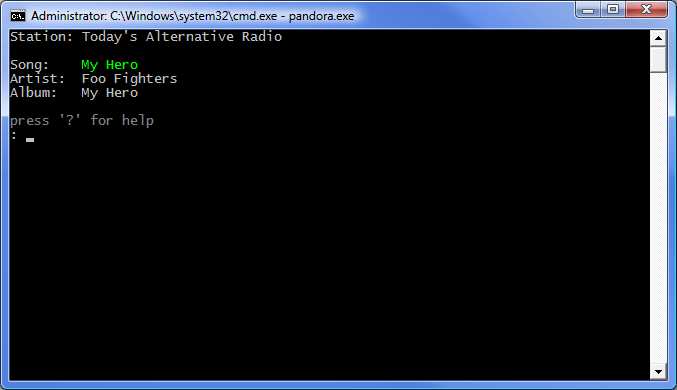 Administrator: C:\Windows\system32\cmd.exe - pandora.exe
Station: Today's Alternative Radio
Song: My Hero
Artist: Foo Fighters
Album: My Hero
press '?' for help
: